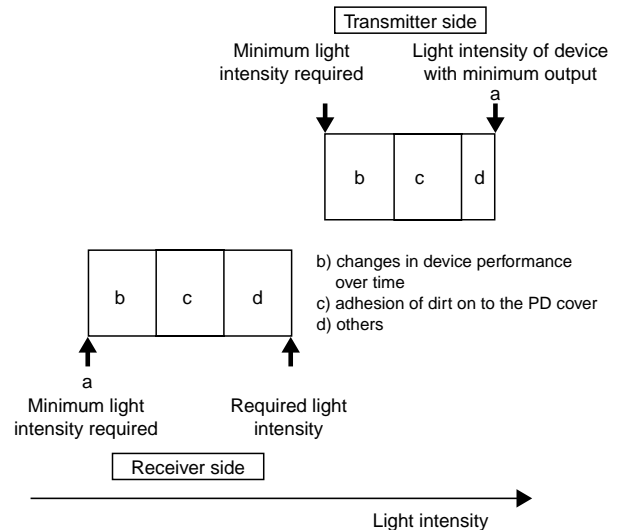 Transmitter side
Minimum light
intensity required
Light intensity of device
with minimum output
a
b
c
d
b
c
d
b) changes in device performance
over time
c) adhesion of dirt on to the PD cover
d) others
a
Minimum light
intensity required
Required light
intensity
Receiver side
Light intensity